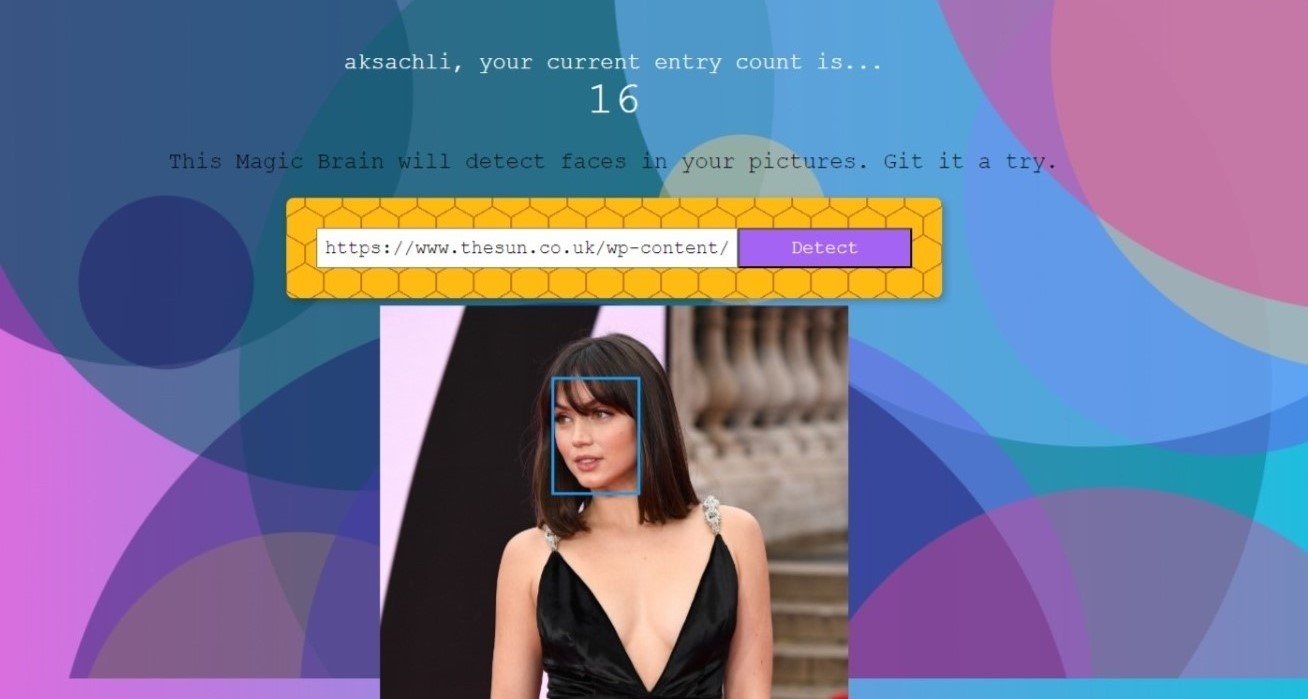 aksachli, your current entry count is...
16
This Magic Brain will detect faces in your pictures. Git it a try.
https://www.thesun.co.uk/wp-content/
Detect